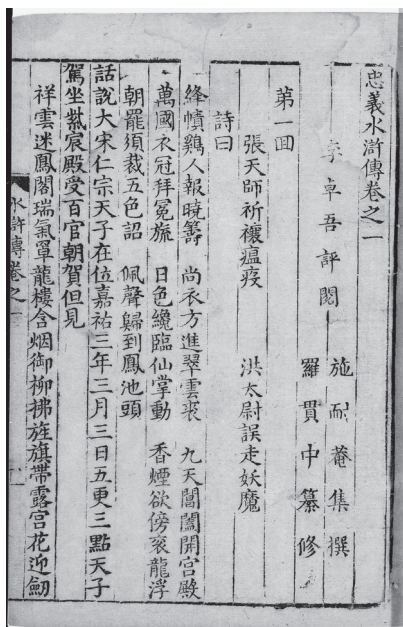 忠義水滸傳卷之一
李卓吾評閱
施耐菴集撰
羅貫中纂修
第一回
張天師祈禳瘟疫 洪太尉誤走妖魔
詩曰
絳幘鷄人報曉籌 尚衣方進翠雲裘 九天閶闔開宮殿
萬國衣冠拜冕旒 日色纔臨仙掌動 香煙欲傍衮龍浮
朝罷須裁五色詔 佩聲歸到鳳池頭
話說大宋仁宗天子在位嘉祐三年三月三日五更三點天子
駕坐紫宸殿受百官朝賀但見
祥雲迷鳳閣瑞氣罩龍樓含烟御柳拂旌旗帶露宮花迎劒
水滸傳卷之一